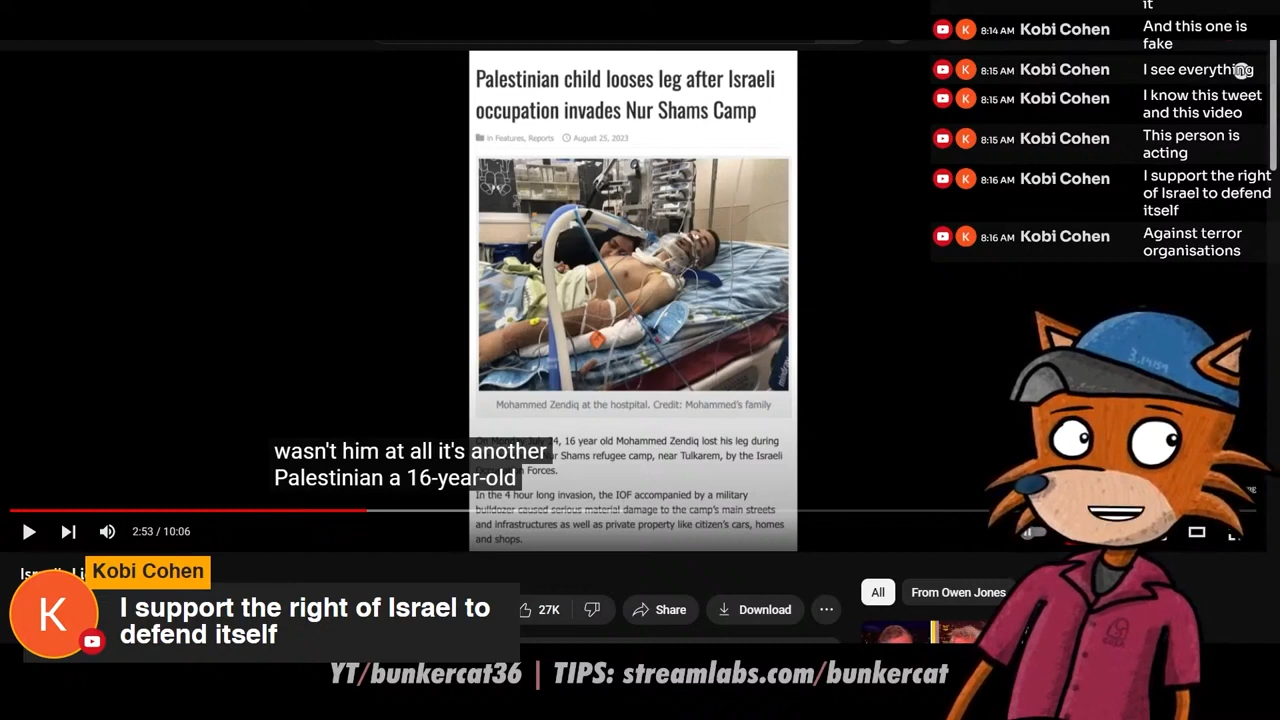 Palestinian child looses leg after Israeli
occupation invades Nur Shams Camp
in Features, Reports August 25, 2023
Mohammed Zendiq at the hostpital. Credit: Mohammed's family
On Monday July 24, 16 year old Mohammed Zendiq lost his leg during
ur Shams refugee camp, near Tulkarem, by the Israeli
Forces.
In the 4 hour long invasion, the IOF accompanied by a military
bulldozer caused serious material damage to the camp's main streets
and infrastructures as well as private property like citizen's cars, homes
and shops.
wasn't him at all it's another
Palestinian a 16-year-old
2:53 / 10:06
it
8:14 AM Kobi Cohen And this one is
fake
8:15 AM Kobi Cohen I see everything
8:15 AM Kobi Cohen I know this tweet
and this video
8:15 AM Kobi Cohen This person is
acting
8:16 AM Kobi Cohen I support the right
of Israel to defend
itself
8:16 AM Kobi Cohen Against terror
organisations
3.14159
Kobi Cohen
K
I support the right of Israel to
defend itself
27K Share Download
All From Owen Jones
YT/bunkercat36 | TIPS: streamlabs.com/bunkercat